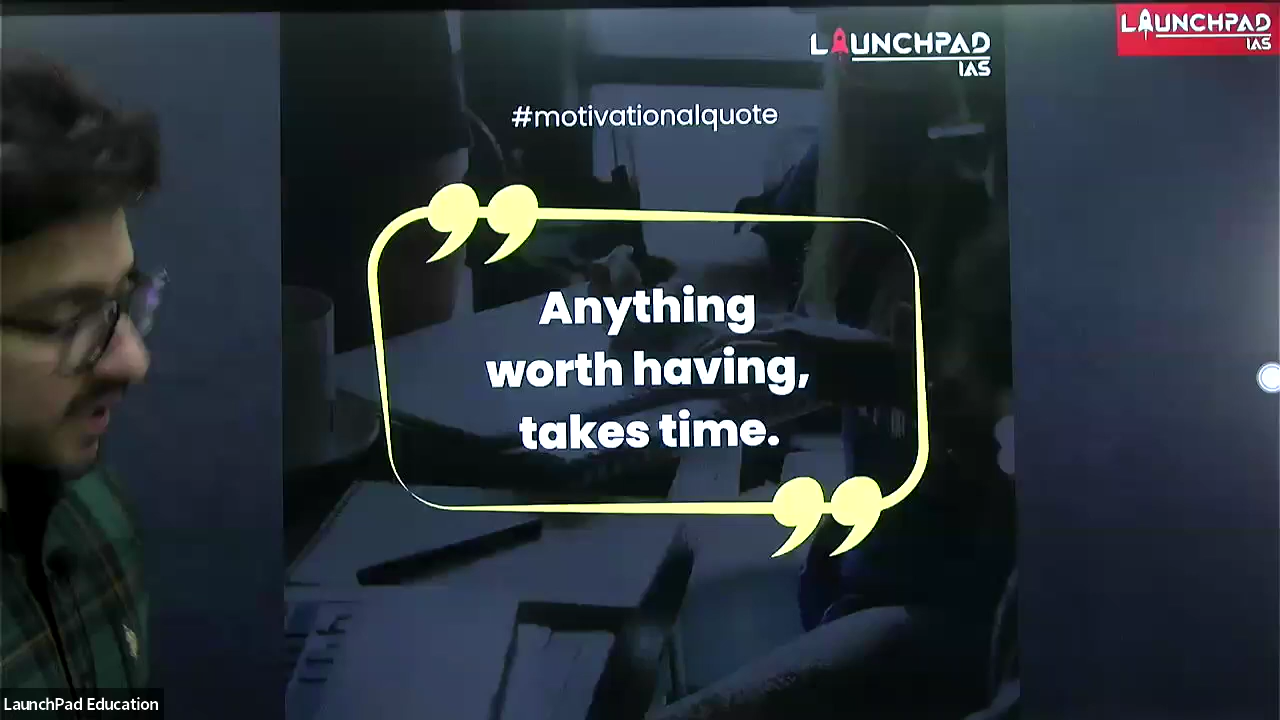 LAUNCHPAD
IAS
LAUNCHPAD
IAS
#motivationalquote
Anything
worth having,
takes time.
LaunchPad Education